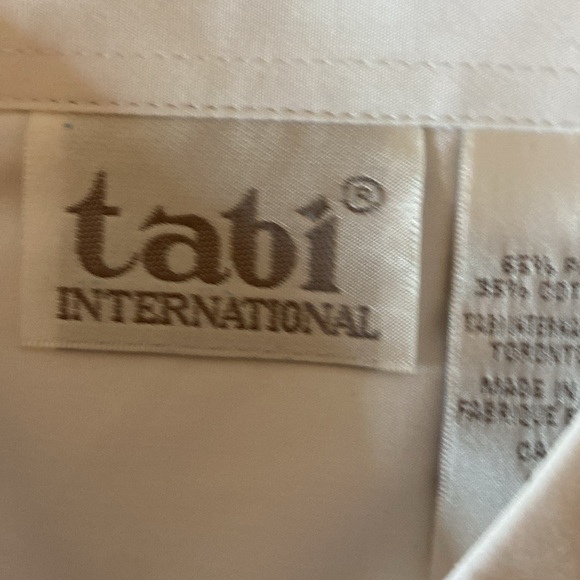 tabi®
INTERNATIONAL
65% P
35% COT
TABI INTERNA
TORONT
MADE IN
FABRIQUÉ
CA